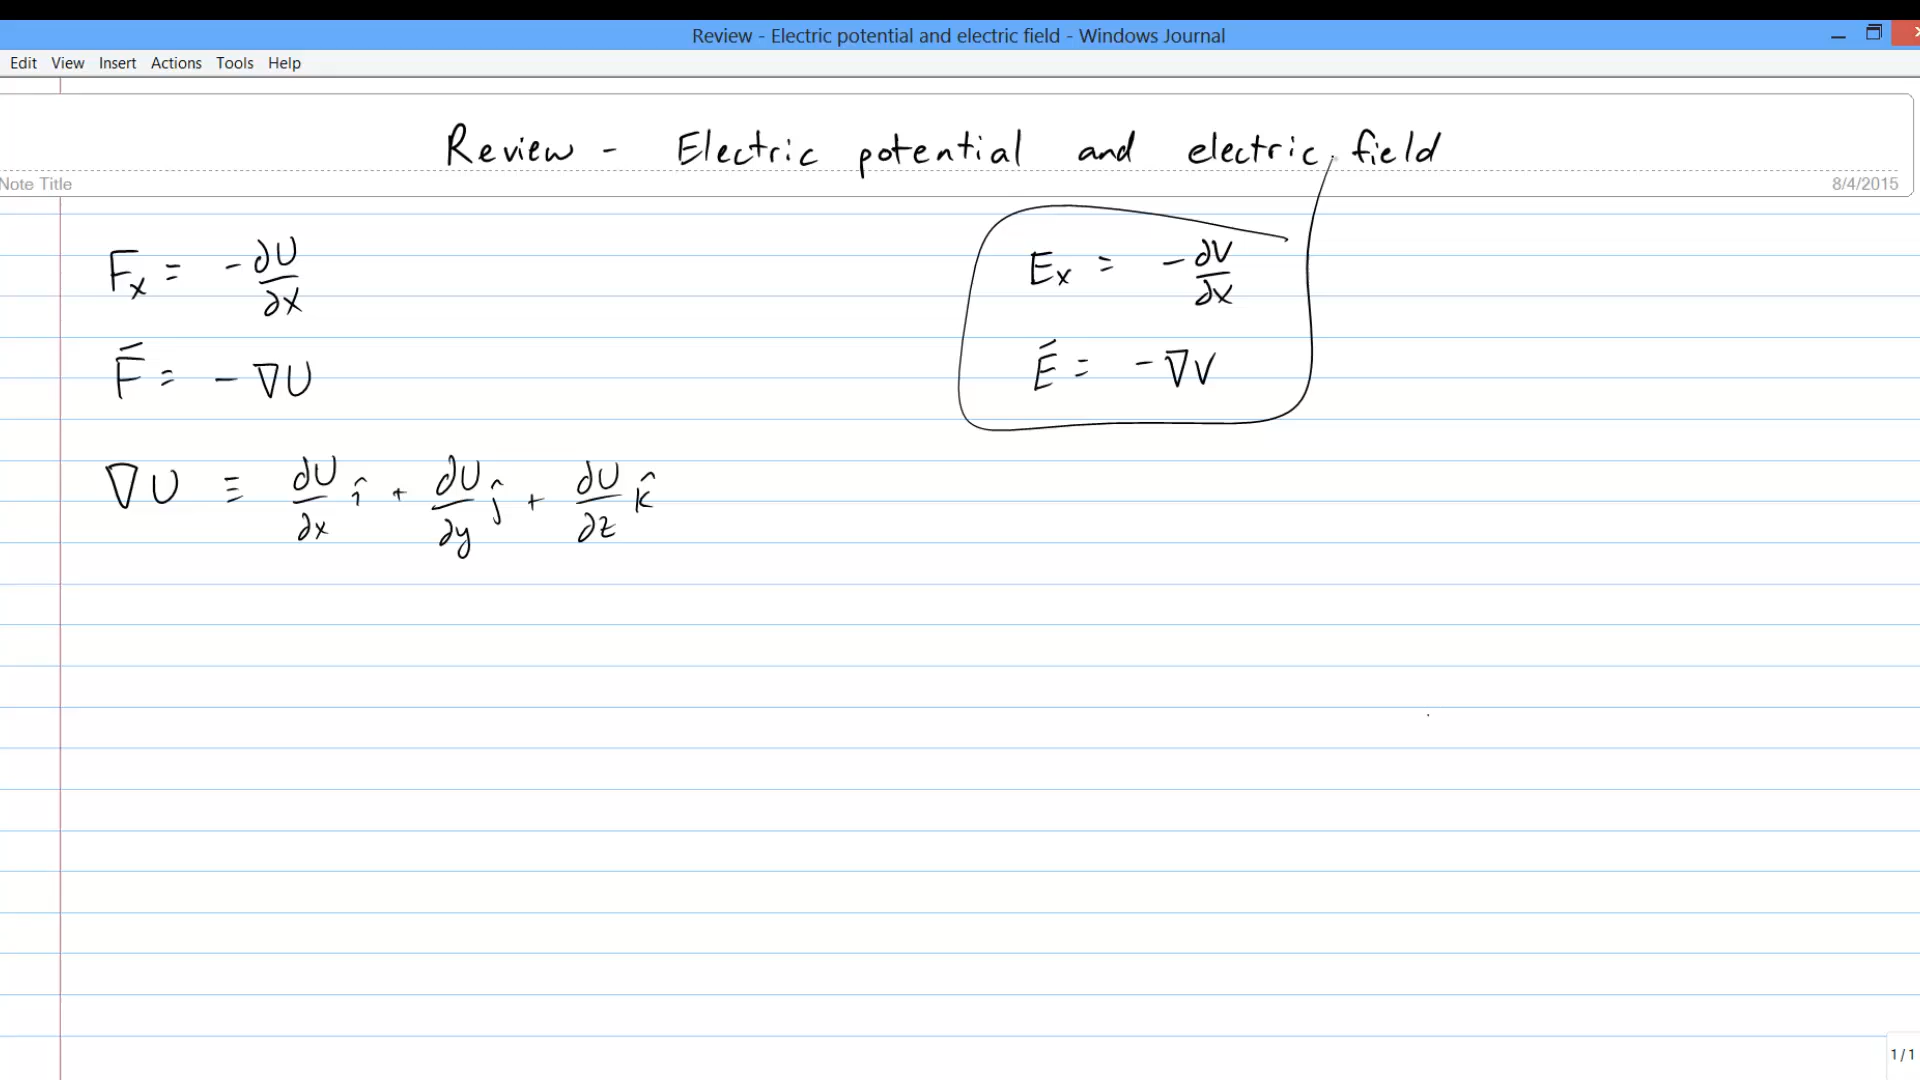 Review - Electric potential and electric field - Windows Journal
Edit View Insert Actions Tools Help
Review - Electric potential and electric field
Note Title
8/4/2015
Fₓ = -∂U/∂x
Eₓ = -∂V/∂x
F̄ = -∇U
Ē = -∇V
∇U ≡ ∂U/∂x î + ∂U/∂y ĵ + ∂U/∂z k̂
1/1